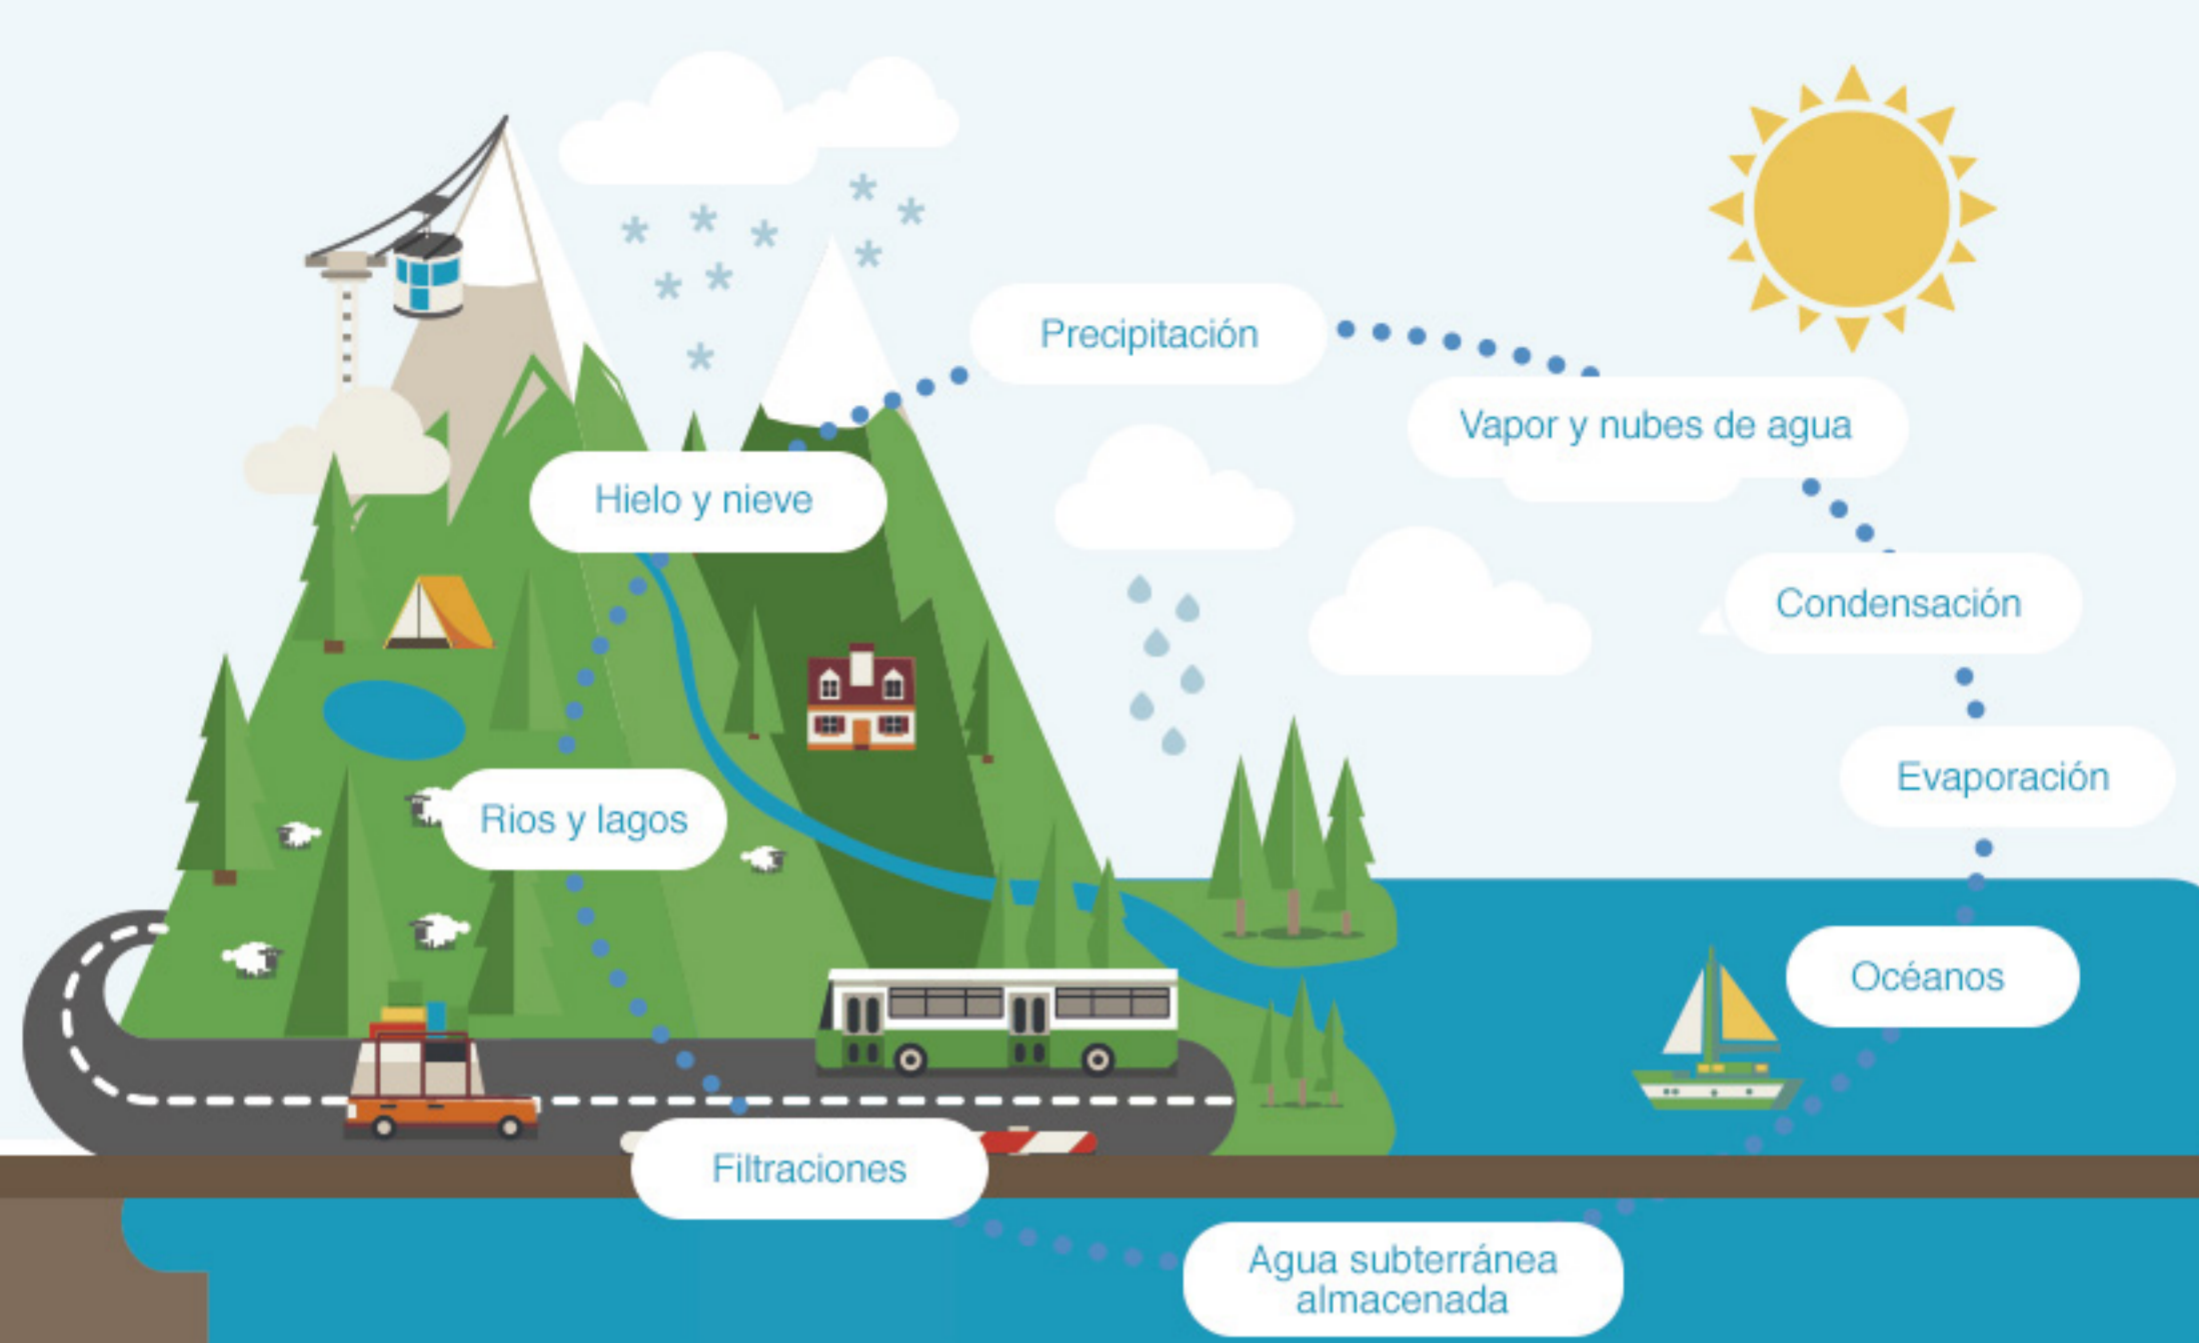 Precipitación
Vapor y nubes de agua
Hielo y nieve
Condensación
Evaporación
Rios y lagos
Océanos
Filtraciones
Agua subterránea
almacenada